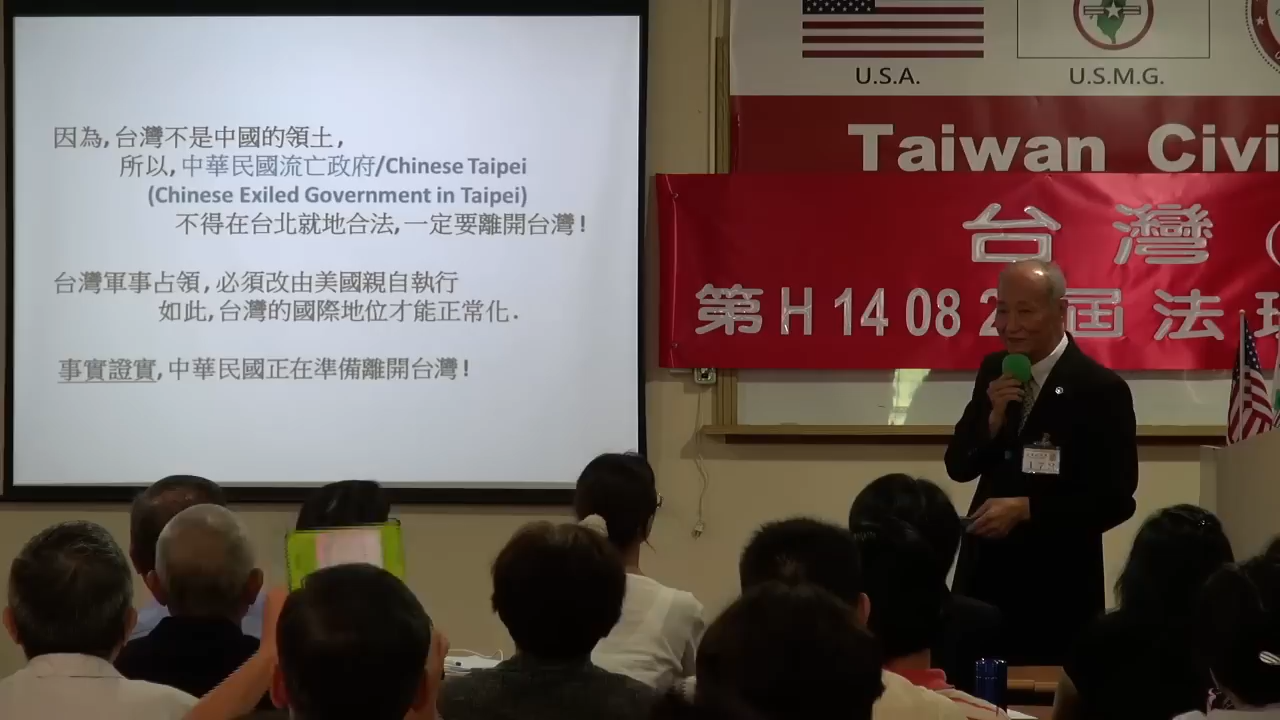 因為,台灣不是中國的領土,
所以,中華民國流亡政府/Chinese Taipei
(Chinese Exiled Government in Taipei)
不得在台北就地合法,一定要離開台灣!
台灣軍事占領,必須改由美國親自執行
如此,台灣的國際地位才能正常化.
事實證實,中華民國正在準備離開台灣!
U.S.A.
U.S.M.G.
Taiwan Civi
台灣
第H14 08 2 屆法